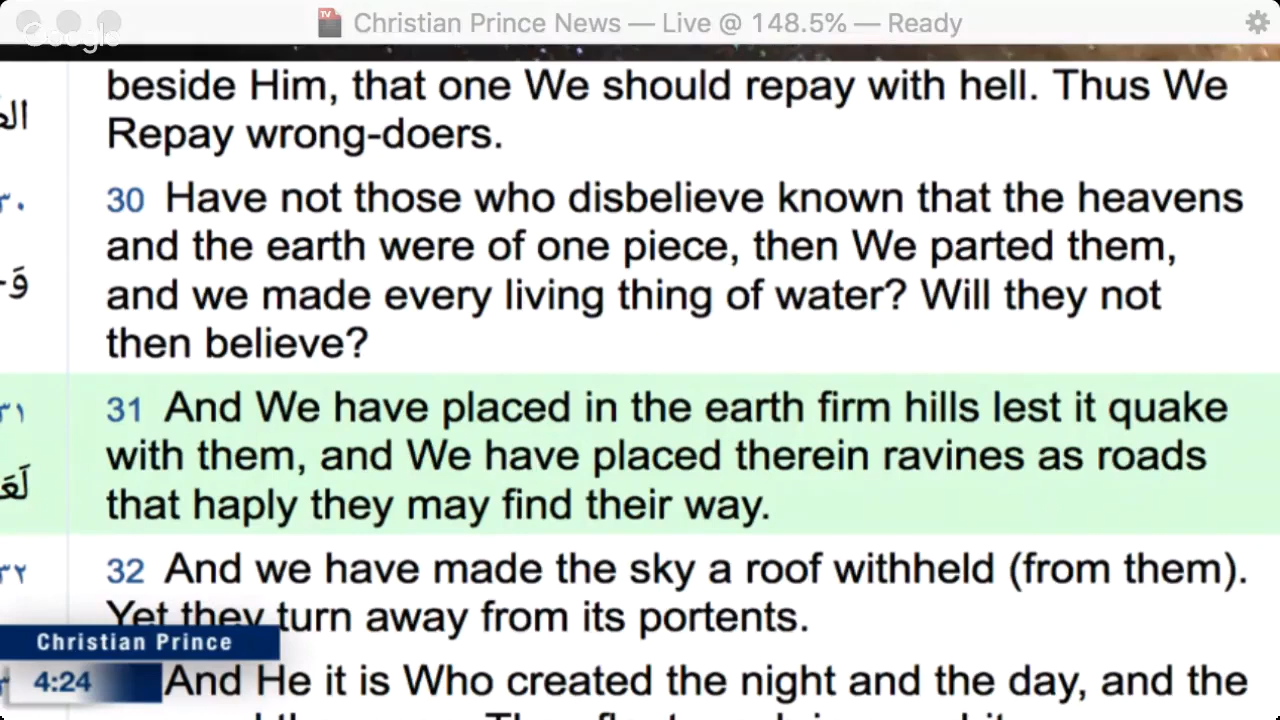 Christian Prince News — Live @ 148.5% — Ready
Google
beside Him, that one We should repay with hell. Thus We
Repay wrong-doers.
٣٠
30 Have not those who disbelieve known that the heavens
and the earth were of one piece, then We parted them,
and we made every living thing of water? Will they not
then believe?
٣١
31 And We have placed in the earth firm hills lest it quake
with them, and We have placed therein ravines as roads
that haply they may find their way.
٣٢
32 And we have made the sky a roof withheld (from them).
Yet they turn away from its portents.
Christian Prince
4:24
And He it is Who created the night and the day, and the